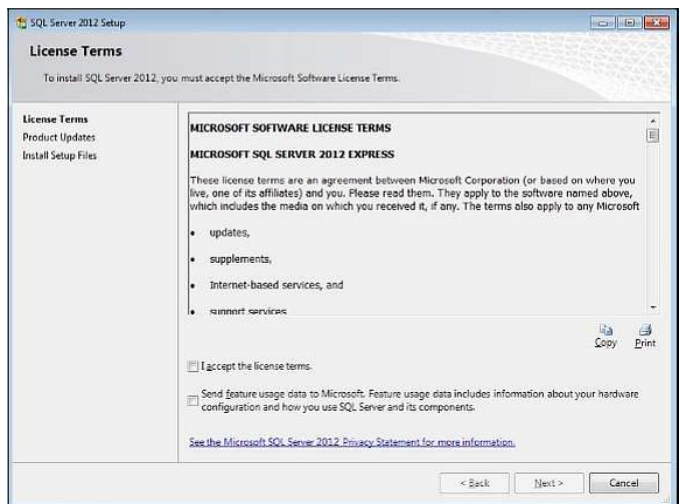 SQL Server 2012 Setup
License Terms
To install SQL Server 2012, you must accept the Microsoft Software License Terms.
License Terms
Product Updates
Install Setup Files
MICROSOFT SOFTWARE LICENSE TERMS
MICROSOFT SQL SERVER 2012 EXPRESS
These license terms are an agreement between Microsoft Corporation (or based on where you
live, one of its affiliates) and you. Please read them. They apply to the software named above,
which includes the media on which you received it, if any. The terms also apply to any Microsoft
• updates,
• supplements,
• Internet-based services, and
• support services
Copy Print
I accept the license terms.
Send feature usage data to Microsoft. Feature usage data includes information about your hardware
configuration and how you use SQL Server and its components.
See the Microsoft SQL Server 2012 Privacy Statement for more information.
< Back Next > Cancel